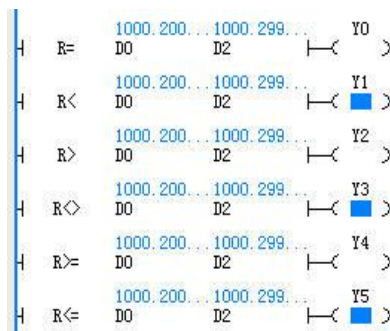 1000.200...1000.299... Y0
R= D0 D2
1000.200...1000.299... Y1
R< D0 D2
1000.200...1000.299... Y2
R> D0 D2
1000.200...1000.299... Y3
R<> D0 D2
1000.200...1000.299... Y4
R>= D0 D2
1000.200...1000.299... Y5
R<= D0 D2